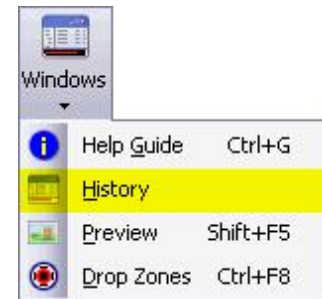 Windows
Help Guide Ctrl+G
History
Preview Shift+F5
Drop Zones Ctrl+F8